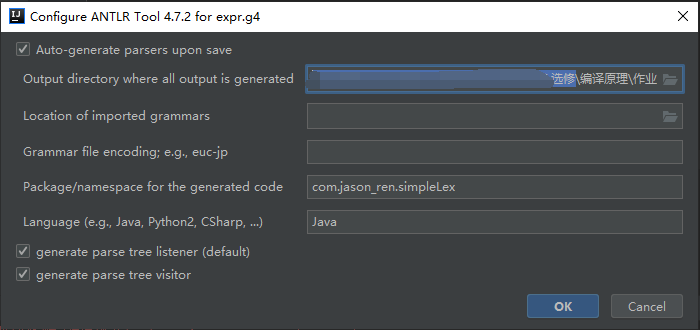 IJ
Configure ANTLR Tool 4.7.2 for expr.g4
Auto-generate parsers upon save
Output directory where all output is generated 选修\编译原理\作业
Location of imported grammars
Grammar file encoding; e.g., euc-jp
Package/namespace for the generated code com.jason_ren.simpleLex
Language (e.g., Java, Python2, CSharp, ...) Java
generate parse tree listener (default)
generate parse tree visitor
OK Cancel